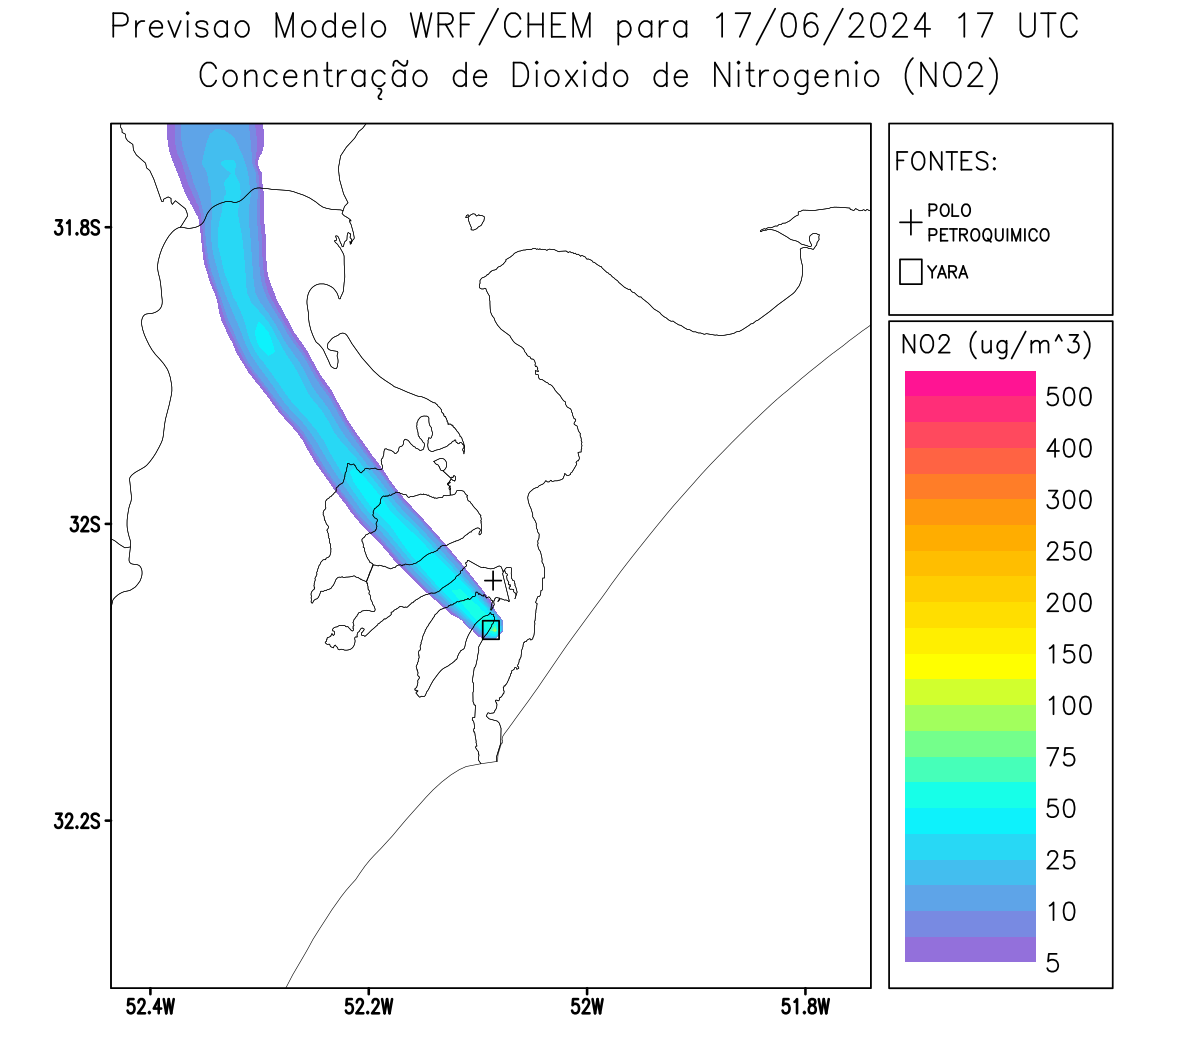 Previsao Modelo WRF/CHEM para 17/06/2024 17 UTC
Concentração de Dioxido de Nitrogenio (NO2)
FONTES:
POLO
PETROQUIMICO
YARA
NO2 (ug/m^3)
500
400
300
250
200
150
100
75
50
25
10
5
31.8S
32S
32.2S
52.4W
52.2W
52W
51.8W